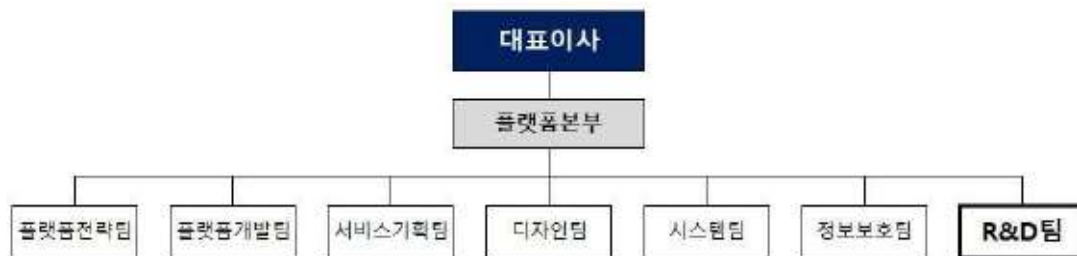 대표이사
플랫폼본부
플랫폼전략팀
플랫폼개발팀
서비스기획팀
디자인팀
시스템팀
정보보호팀
R&D팀